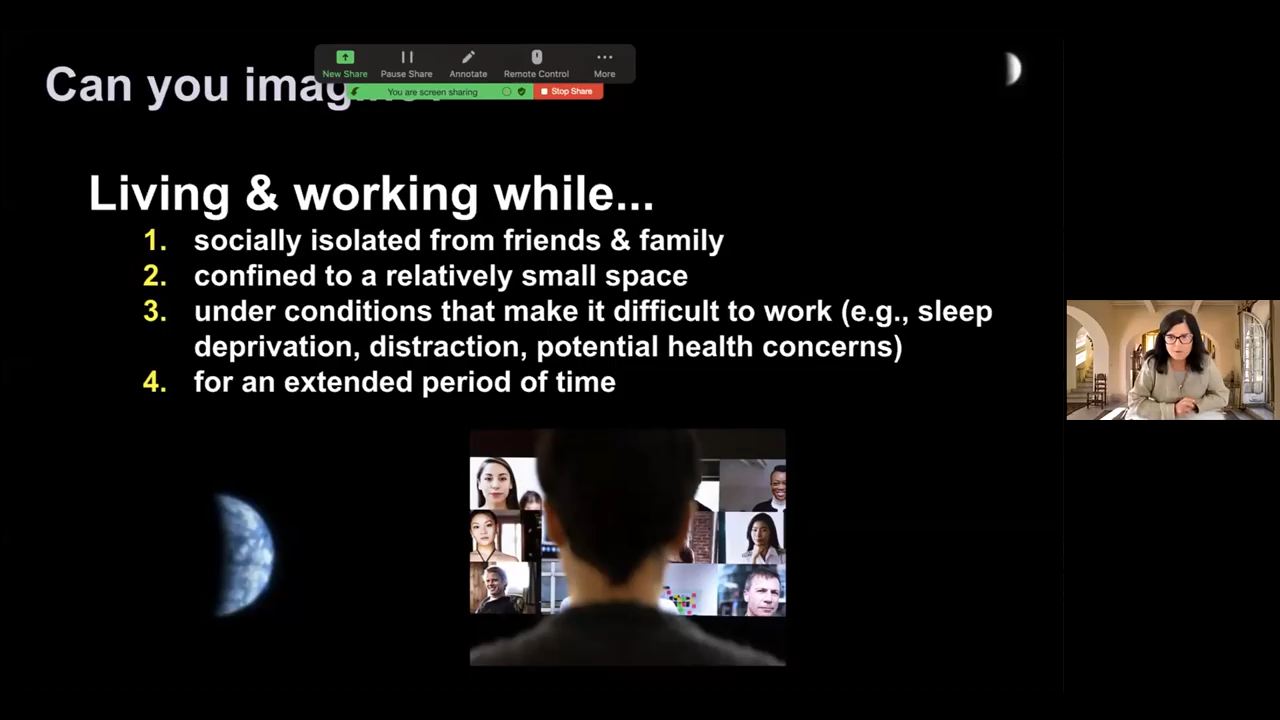 New Share
Pause Share
Annotate
Remote Control
More
You are screen sharing
Stop Share
Can you
Living & working while...
1. socially isolated from friends & family
2. confined to a relatively small space
3. under conditions that make it difficult to work (e.g., sleep
deprivation, distraction, potential health concerns)
4. for an extended period of time